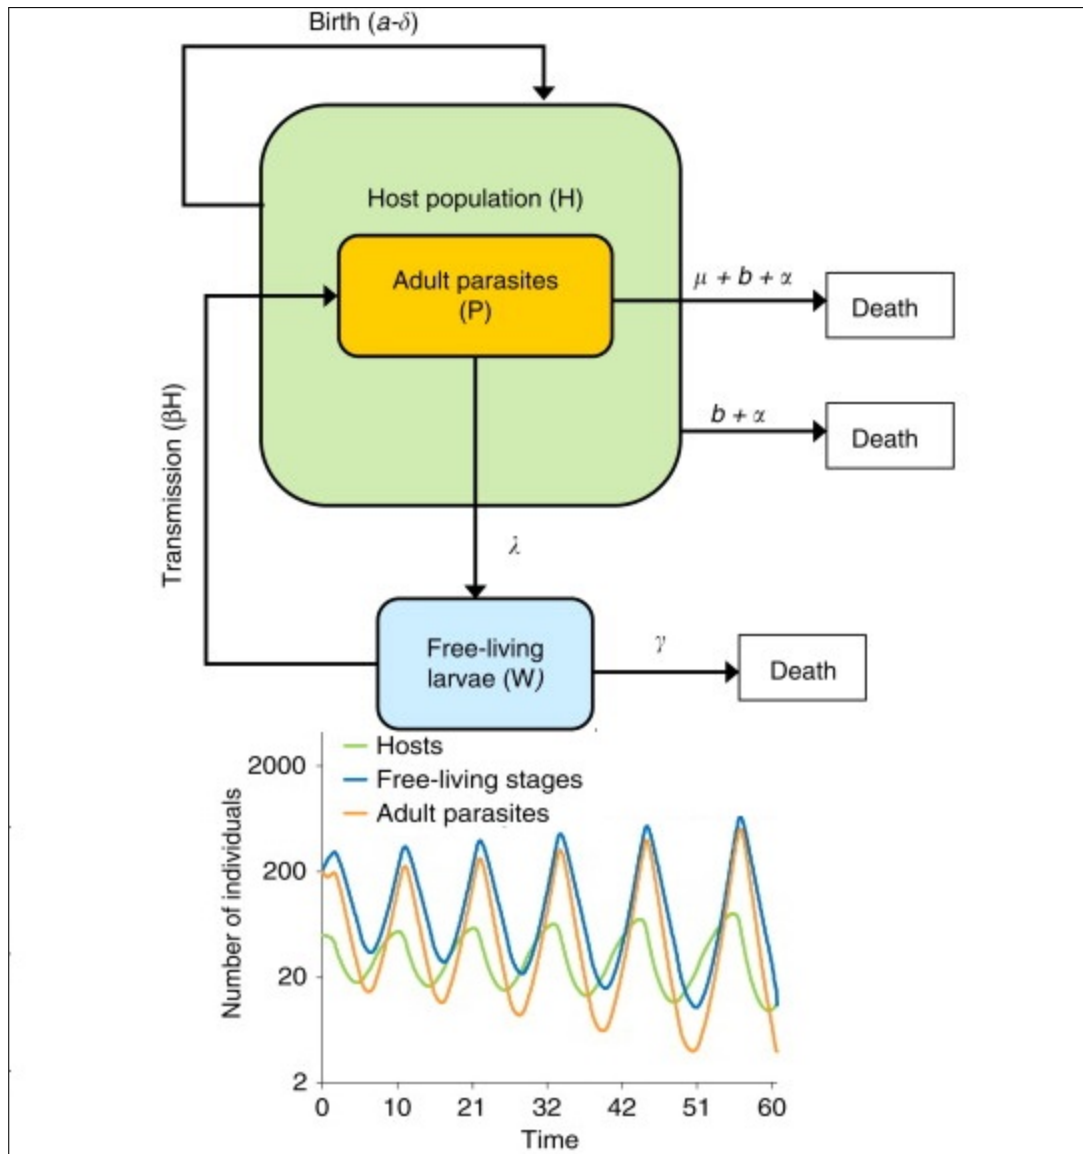 Birth (a-δ)
Host population (H)
Adult parasites
(P)
μ + b + α
Death
b + α
Death
Transmission (βH)
λ
Free-living
larvae (W)
γ
Death
Hosts
Free-living stages
Adult parasites
Number of individuals
2000
200
20
2
0 10 21 32 42 51 60
Time